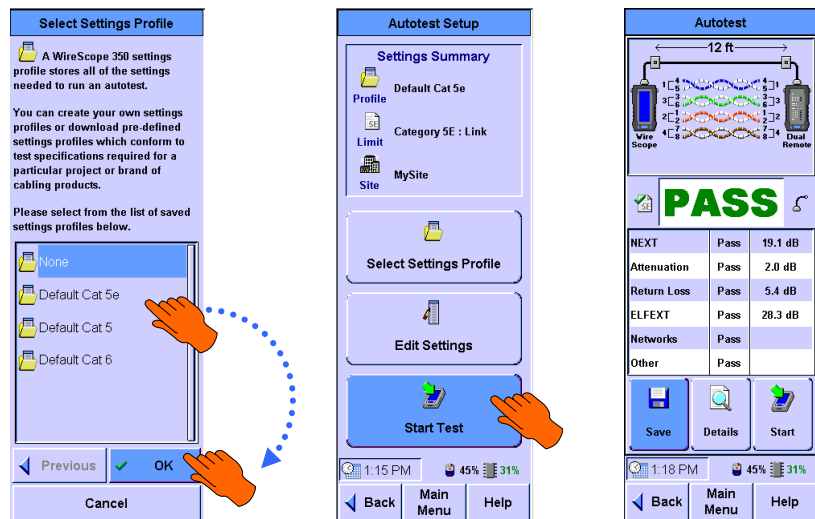 Select Settings Profile
A WireScope 350 settings
profile stores all of the settings
needed to run an autotest.
You can create your own settings
profiles or download pre-defined
settings profiles which conform to
test specifications required for a
particular project or brand of
cabling products.
Please select from the list of saved
settings profiles below.
None
Default Cat 5e
Default Cat 5
Default Cat 6
Previous
OK
Cancel
Autotest Setup
Settings Summary
Profile
Default Cat 5e
5E
Limit
Category 5E : Link
Site
MySite
Select Settings Profile
Edit Settings
Start Test
1:15 PM
45%
31%
Back
Main
Menu
Help
Autotest
12 ft
1 4 5 4 5 1
3 3 6 3 6 3
2 1 2 1 2 2
4 7 8 7 8 4
Wire
Scope
Dual
Remote
5E
PASS
NEXT Pass 19.1 dB
Attenuation Pass 2.0 dB
Return Loss Pass 5.4 dB
ELFEXT Pass 28.3 dB
Networks Pass
Other Pass
Save
Details
Start
1:18 PM
45%
31%
Back
Main
Menu
Help